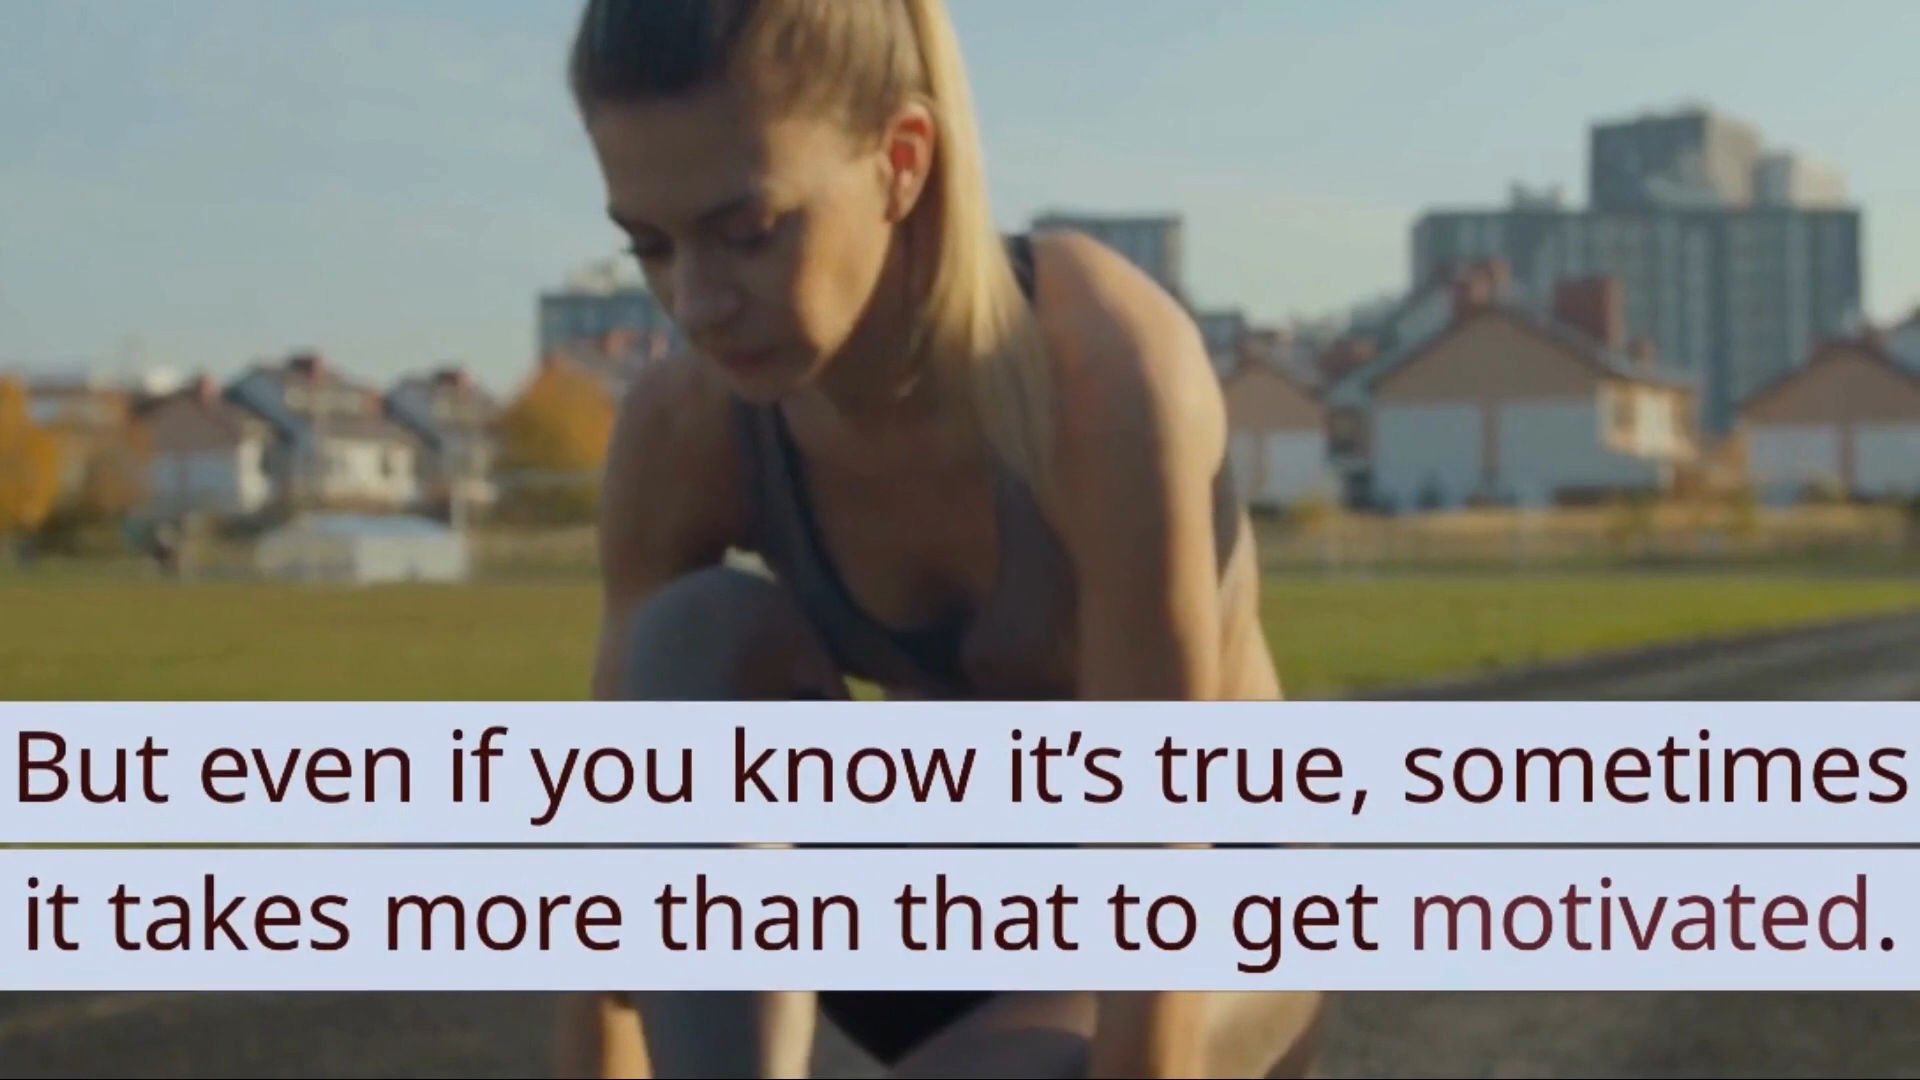 But even if you know it’s true, sometimes
it takes more than that to get motivated.